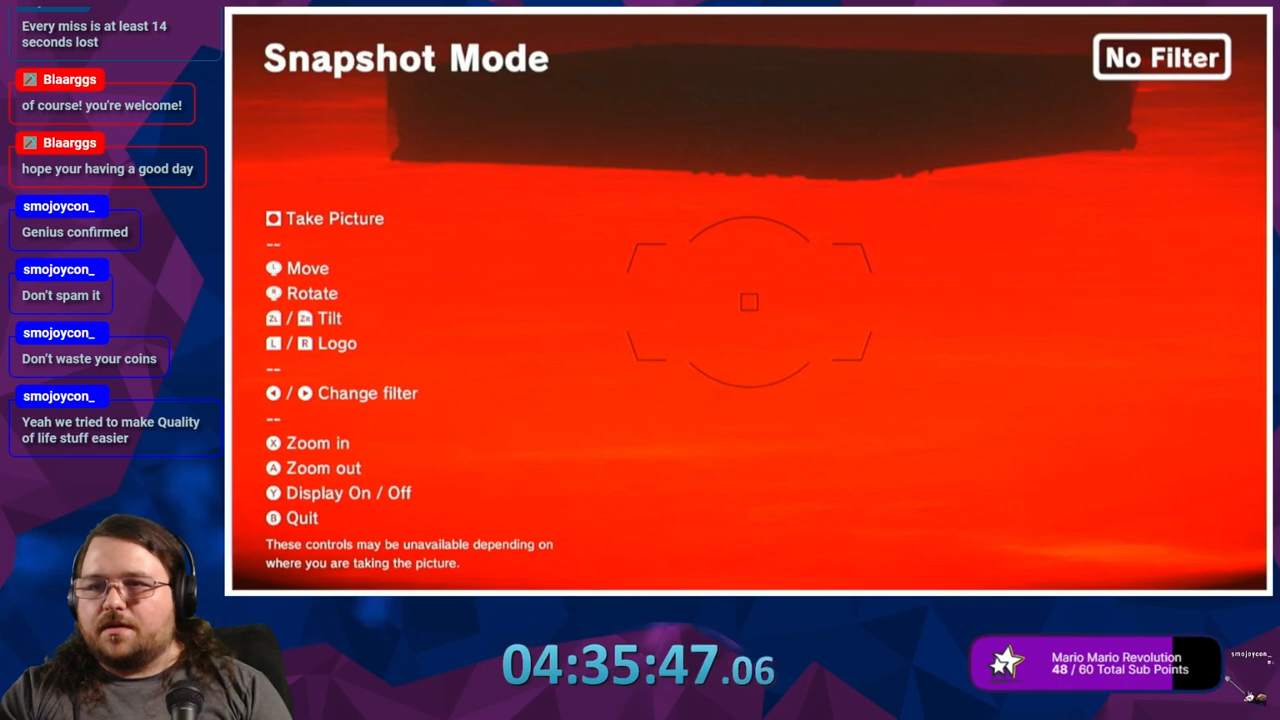 Every miss is at least 14
seconds lost
Blaarggs
of course! you're welcome!
Blaarggs
hope your having a good day
smojoycon_
Genius confirmed
smojoycon_
Don't spam it
smojoycon_
Don't waste your coins
smojoycon_
Yeah we tried to make Quality
of life stuff easier
Snapshot Mode
No Filter
Take Picture
--
L Move
R Rotate
ZL / ZR Tilt
L / R Logo
--
/ Change filter
--
X Zoom in
A Zoom out
Y Display On / Off
B Quit
These controls may be unavailable depending on
where you are taking the picture.
04:35:47.06
Mario Mario Revolution
48 / 60 Total Sub Points
smojoycon_